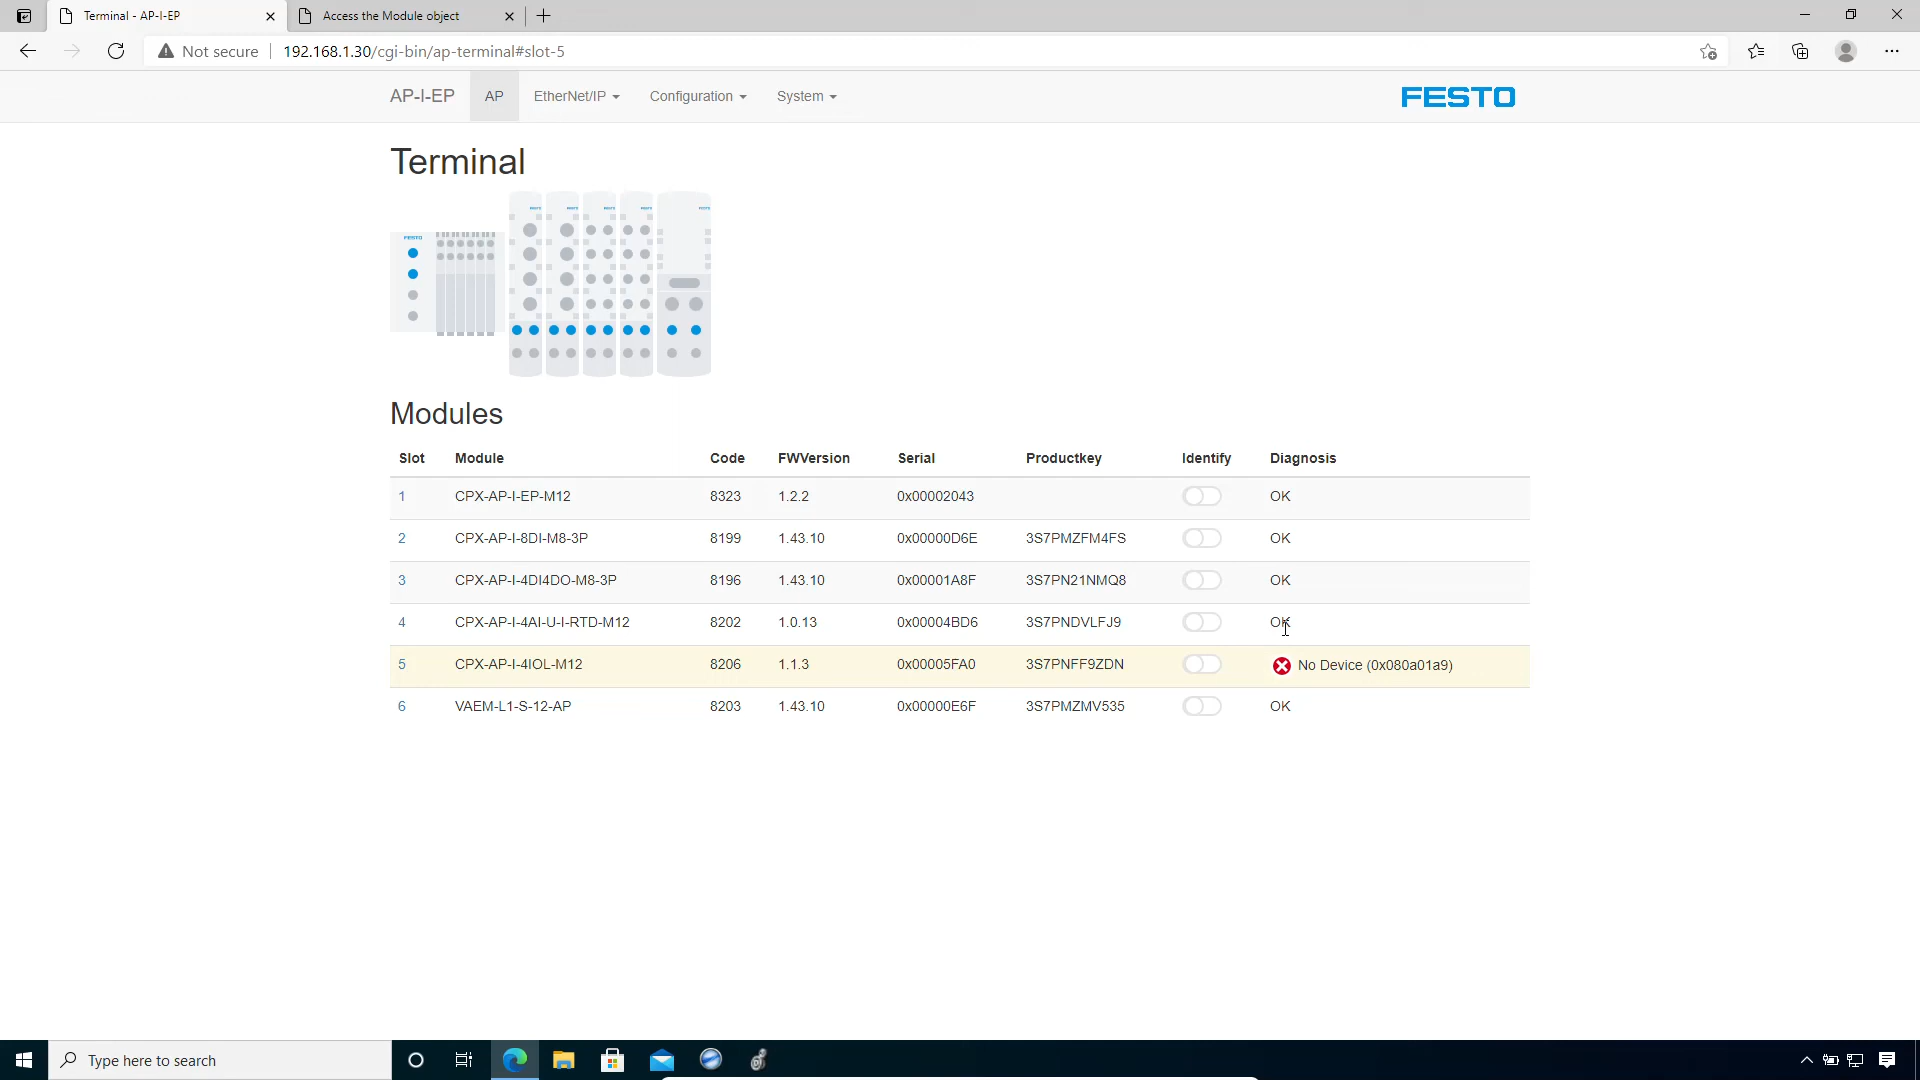 Terminal - AP-I-EP
Access the Module object
Not secure
192.168.1.30/cgi-bin/ap-terminal#slot-5
AP-I-EP AP EtherNet/IP Configuration System FESTO
Terminal
Modules
Slot Module Code FWVersion Serial Productkey Identify Diagnosis
1 CPX-AP-I-EP-M12 8323 1.2.2 0x00002043 OK
2 CPX-AP-I-8DI-M8-3P 8199 1.43.10 0x00000D6E 3S7PMZFM4FS OK
3 CPX-AP-I-4DI4DO-M8-3P 8196 1.43.10 0x00001A8F 3S7PN21NMQ8 OK
4 CPX-AP-I-4AI-U-I-RTD-M12 8202 1.0.13 0x00004BD6 3S7PNDVLFJ9 OK
5 CPX-AP-I-4IOL-M12 8206 1.1.3 0x00005FA0 3S7PNFF9ZDN No Device (0x080a01a9)
6 VAEM-L1-S-12-AP 8203 1.43.10 0x00000E6F 3S7PMZMV535 OK
Type here to search